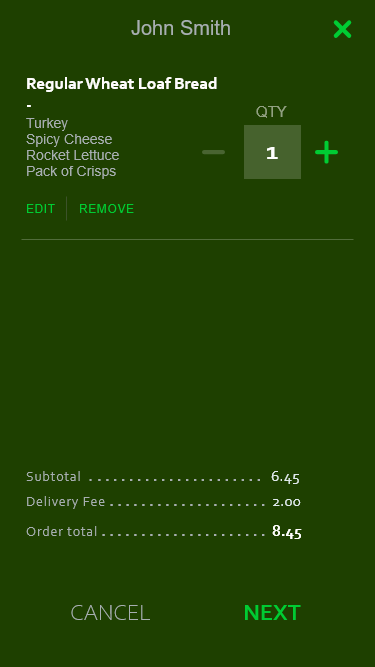 John Smith
Regular Wheat Loaf Bread
-
Turkey
Spicy Cheese
Rocket Lettuce
Pack of Crisps
QTY
1
EDIT
REMOVE
Subtotal . . . . . . . . . . . . . . . . . . . . . . 6.45
Delivery Fee . . . . . . . . . . . . . . . . . . . . 2.00
Order total . . . . . . . . . . . . . . . . . . . . . 8.45
CANCEL
NEXT